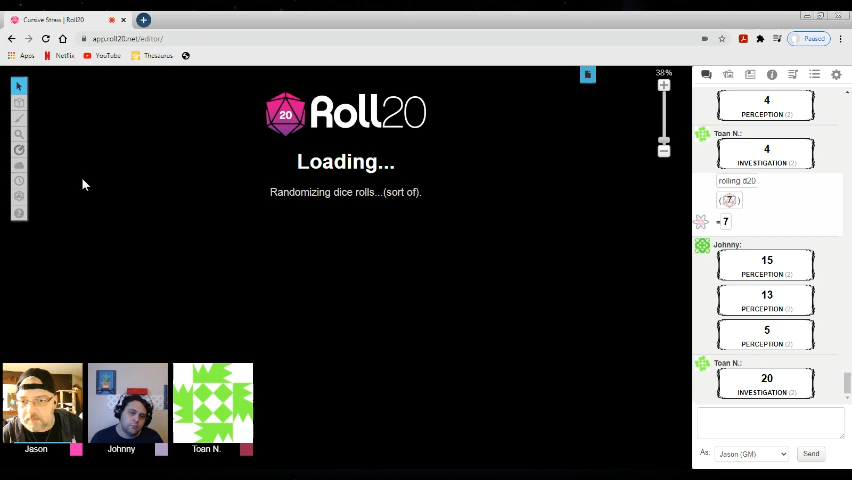 Cursive Stress | Roll20
app.roll20.net/editor/
Paused
Apps
Netflix
YouTube
Thesaurus
38%
20
Roll20
Loading...
Randomizing dice rolls...(sort of).
4
PERCEPTION (2)
Toan N.:
4
INVESTIGATION (2)
rolling d20
(7)
= 7
Johnny:
15
PERCEPTION (2)
13
PERCEPTION (2)
5
PERCEPTION (2)
Toan N.:
20
INVESTIGATION (2)
Jason
Johnny
Toan N.
As:
Jason (GM)
Send